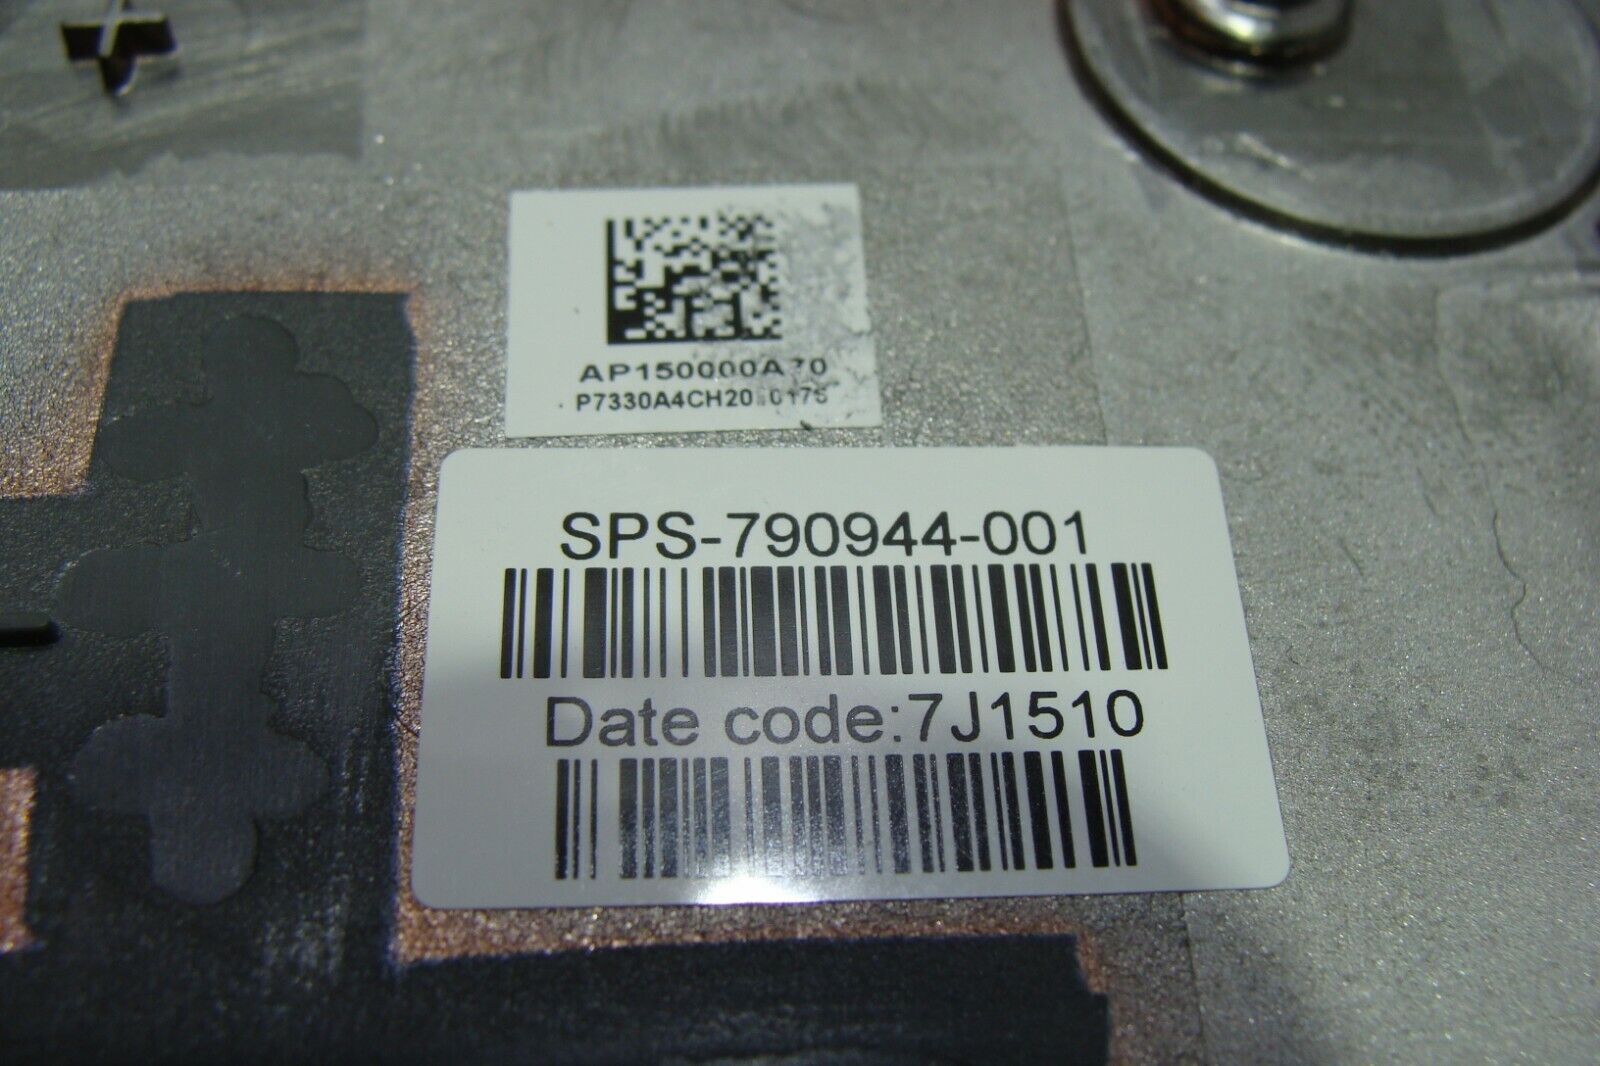 AP150000A70
SPS-790944-001
Date code:7J1510